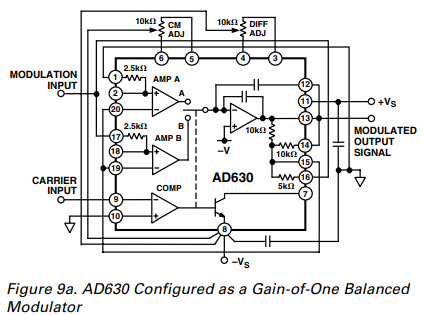 10kΩ CM ADJ
10kΩ DIFF ADJ
6 5 4 3
2.5kΩ
1
MODULATION INPUT
2
AMP A
A
20
B
12
11
+VS
13
MODULATED OUTPUT SIGNAL
–V
10kΩ
2.5kΩ
17
AMP B
18
19
10kΩ
14
15
AD630
5kΩ
16
CARRIER INPUT
9
COMP
10
7
8
–VS
Figure 9a. AD630 Configured as a Gain-of-One Balanced
Modulator